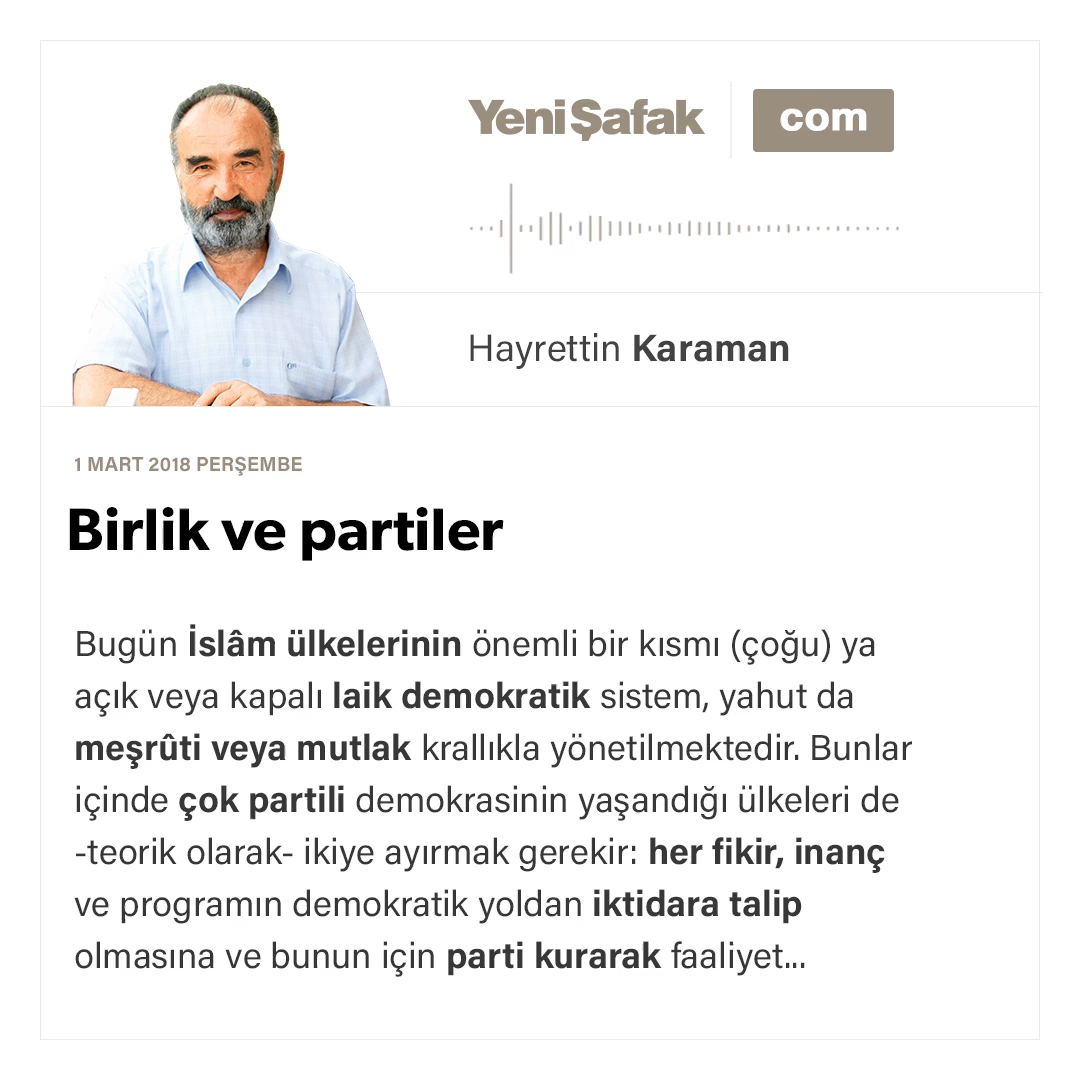 YeniŞafak com
Hayrettin Karaman
1 MART 2018 PERŞEMBE
Birlik ve partiler
Bugün İslâm ülkelerinin önemli bir kısmı (çoğu) ya
açık veya kapalı laik demokratik sistem, yahut da
meşrûti veya mutlak krallıkla yönetilmektedir. Bunlar
içinde çok partili demokrasinin yaşandığı ülkeleri de
-teorik olarak- ikiye ayırmak gerekir: her fikir, inanç
ve programın demokratik yoldan iktidara talip
olmasına ve bunun için parti kurarak faaliyet...